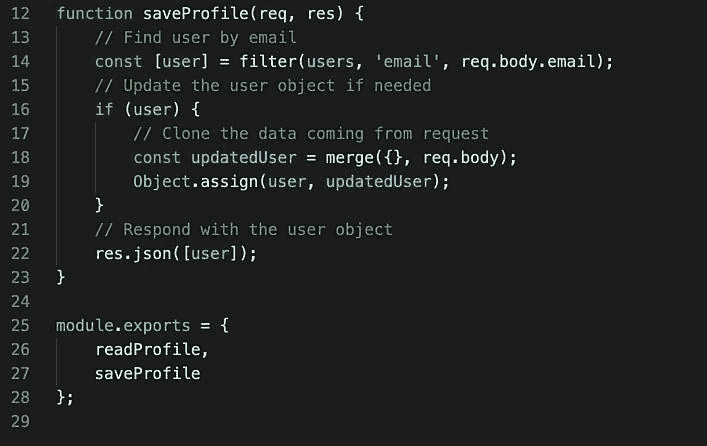 12 function saveProfile(req, res) {
13     // Find user by email
14     const [user] = filter(users, 'email', req.body.email);
15     // Update the user object if needed
16     if (user) {
17         // Clone the data coming from request
18         const updatedUser = merge({}, req.body);
19         Object.assign(user, updatedUser);
20     }
21     // Respond with the user object
22     res.json([user]);
23 }
24
25 module.exports = {
26     readProfile,
27     saveProfile
28 };
29